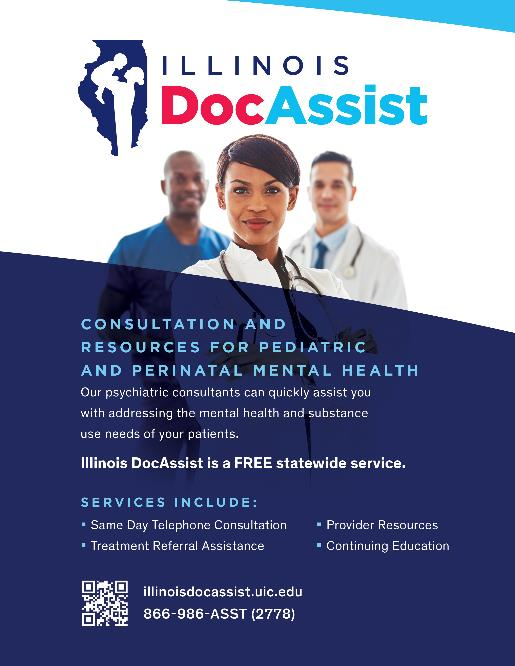 ILLINOIS
DocAssist
CONSULTATION AND
RESOURCES FOR PEDIATRIC
AND PERINATAL MENTAL HEALTH
Our psychiatric consultants can quickly assist you
with addressing the mental health and substance
use needs of your patients.
Illinois DocAssist is a FREE statewide service.
SERVICES INCLUDE:
▪ Same Day Telephone Consultation
▪ Treatment Referral Assistance
▪ Provider Resources
▪ Continuing Education
illinoisdocassist.uic.edu
866-986-ASST (2778)